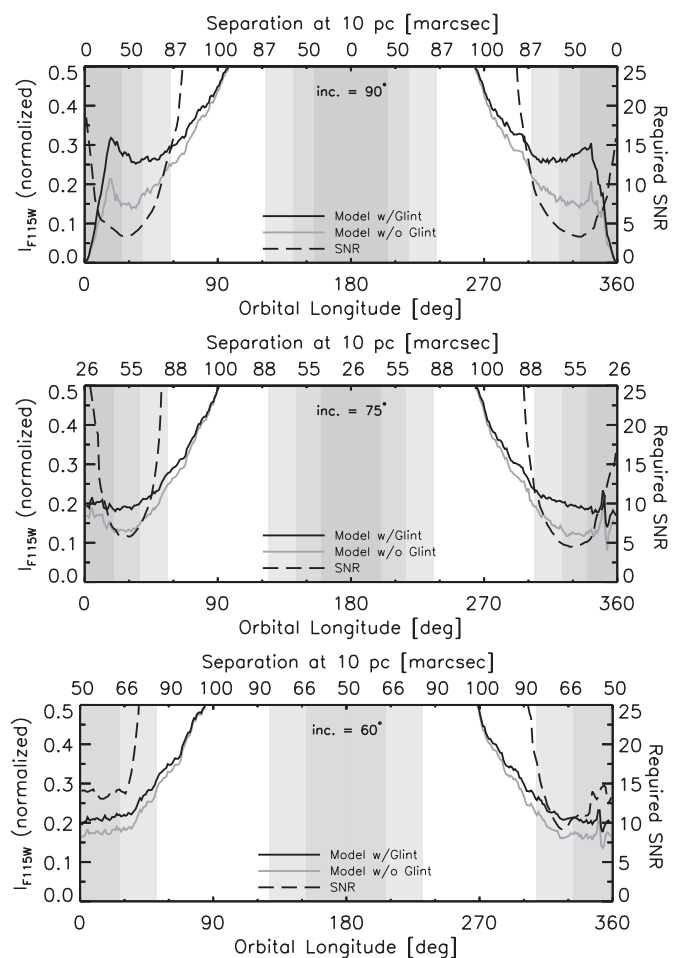 Separation at 10 pc [marcsec]
0 50 87 100 87 50 0 50 87 100 87 50 0
0.5 0.4 0.3 0.2 0.1 0.0
I_F115W (normalized)
inc. = 90°
Model w/Glint
Model w/o Glint
SNR
25 20 15 10 5 0
Required SNR
0 90 180 270 360
Orbital Longitude [deg]
Separation at 10 pc [marcsec]
26 55 88 100 88 55 26 55 88 100 88 55 26
0.5 0.4 0.3 0.2 0.1 0.0
I_F115W (normalized)
inc. = 75°
Model w/Glint
Model w/o Glint
SNR
25 20 15 10 5 0
Required SNR
0 90 180 270 360
Orbital Longitude [deg]
Separation at 10 pc [marcsec]
50 66 90 100 90 66 50 66 90 100 90 66 50
0.5 0.4 0.3 0.2 0.1 0.0
I_F115W (normalized)
inc. = 60°
Model w/Glint
Model w/o Glint
SNR
25 20 15 10 5 0
Required SNR
0 90 180 270 360
Orbital Longitude [deg]